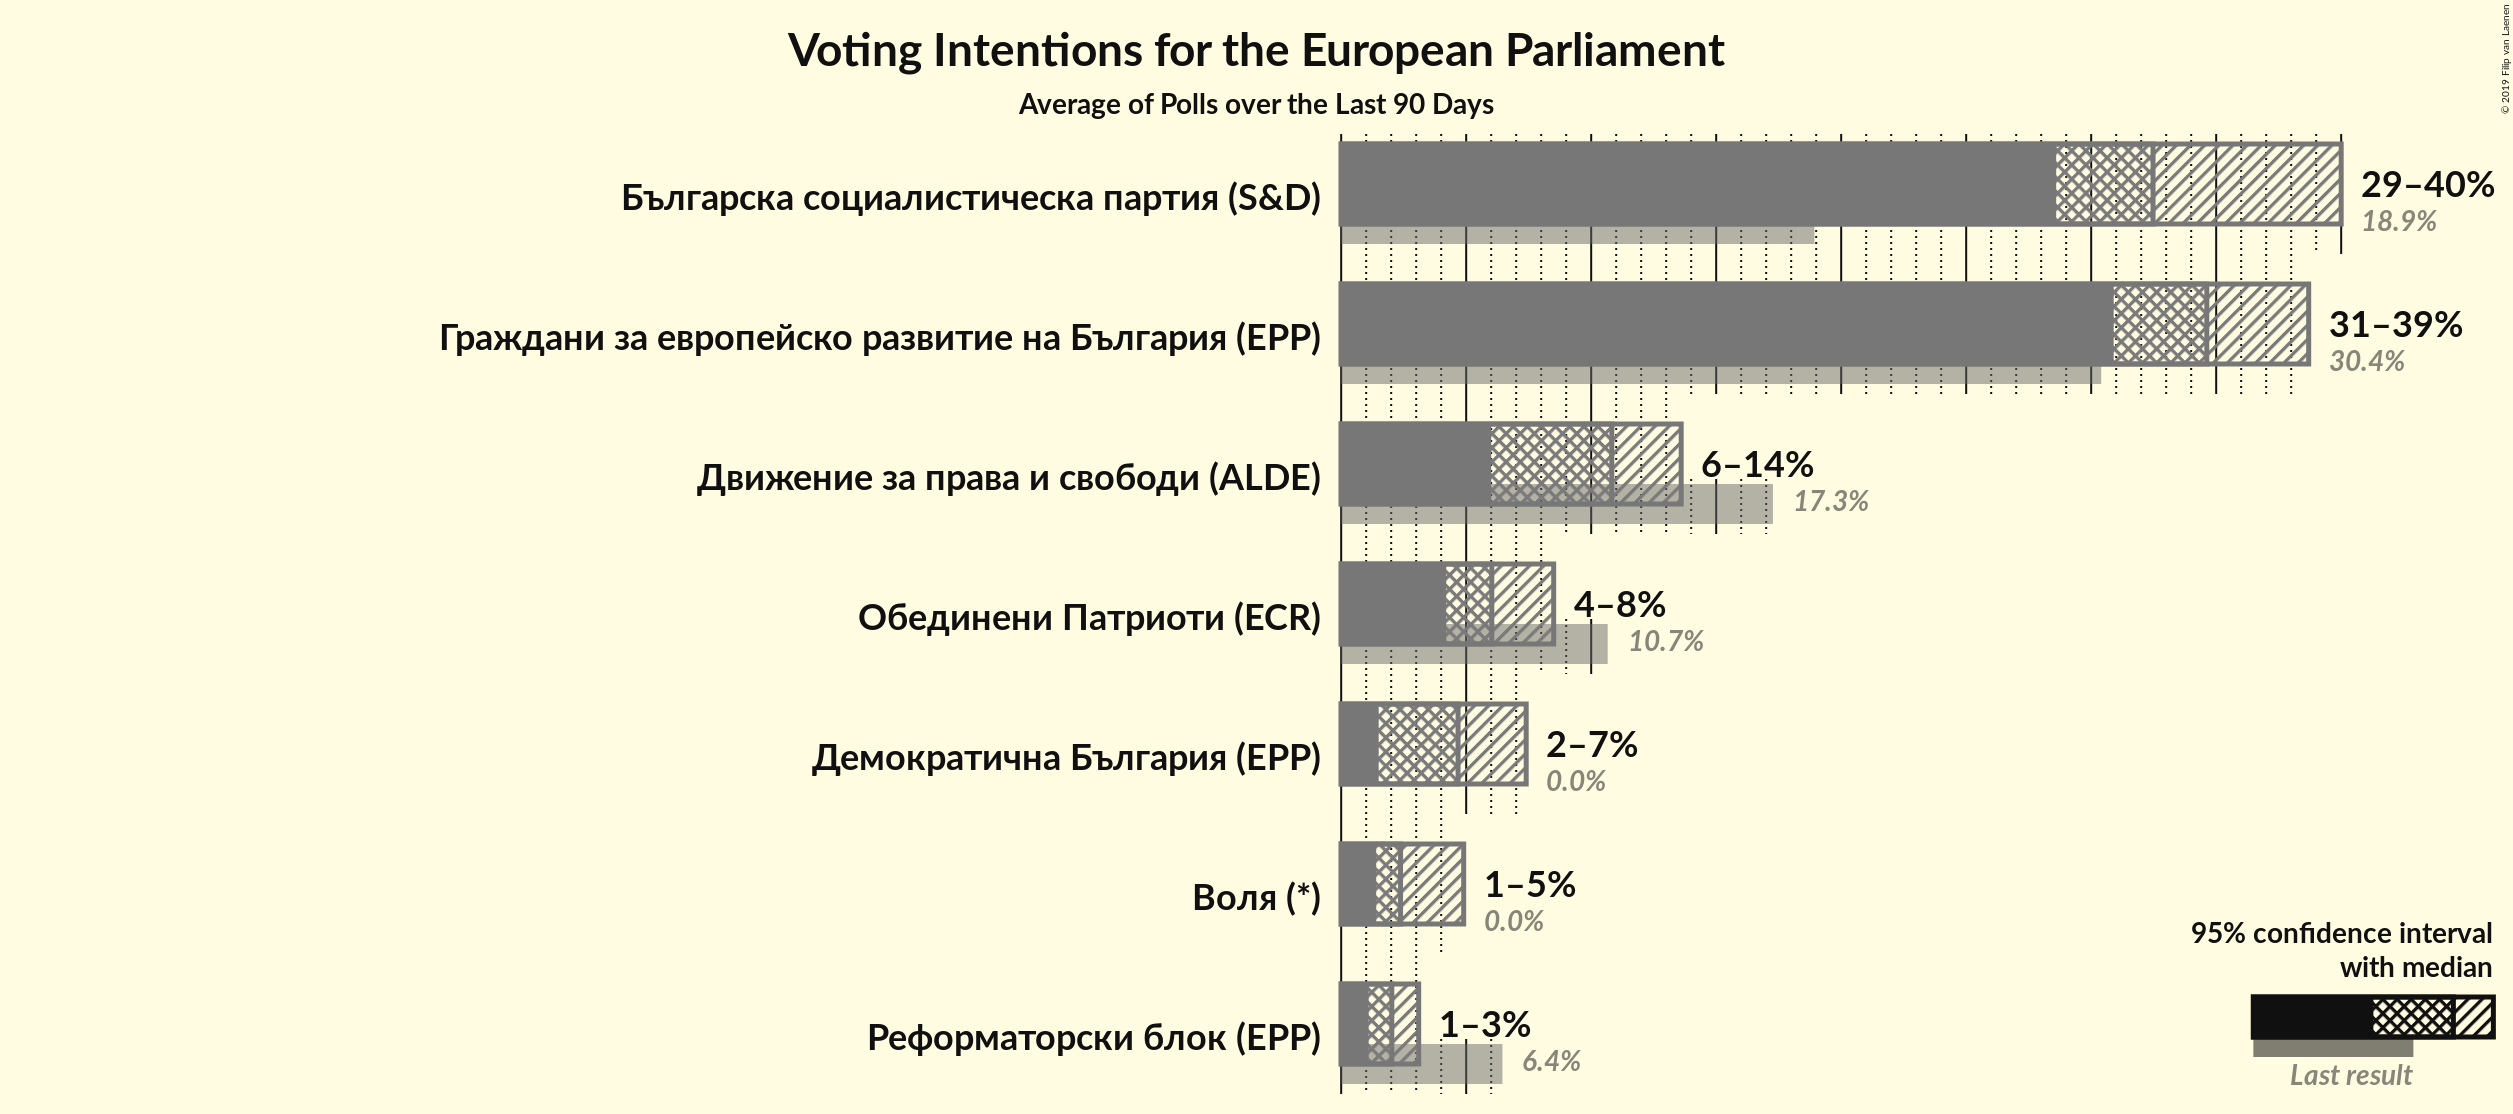 Voting Intentions for the European Parliament
Average of Polls over the Last 90 Days
© 2019 Filip van Laenen
Българска социалистическа партия (S&D)
29–40%
18.9%
Граждани за европейско развитие на България (EPP)
31–39%
30.4%
Движение за права и свободи (ALDE)
6–14%
17.3%
Обединени Патриоти (ECR)
4–8%
10.7%
Демократична България (EPP)
2–7%
0.0%
Воля (*)
1–5%
0.0%
Реформаторски блок (EPP)
1–3%
6.4%
95% confidence interval
with median
Last result